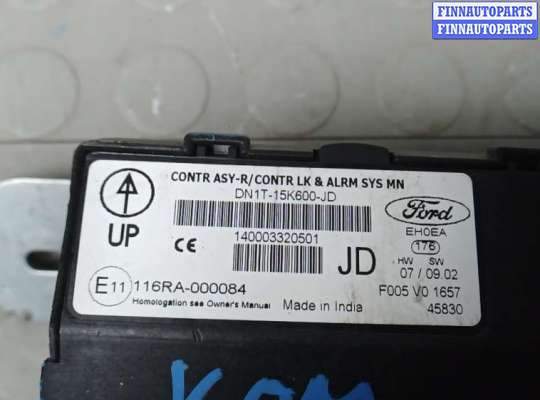 FINNAUTOPARTS
FINNAUTOPARTS
CONTR ASY-R/CONTR LK & ALRM SYS MN
DN1T-15K600-JD
Ford
UP
CE
140003320501
JD
EH0EA
176
HW SW
07 / 09.02
E11 116RA-000084
F005 V0 1657
Homologation see Owner's Manual
Made in India
45830
KOM